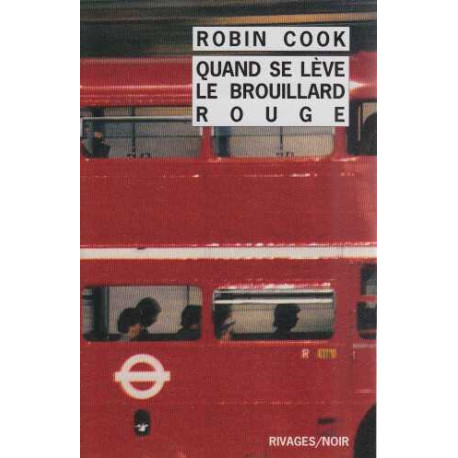 ROBIN COOK
QUAND SE LÈVE
LE BROUILLARD
ROUGE
RIVAGES/NOIR